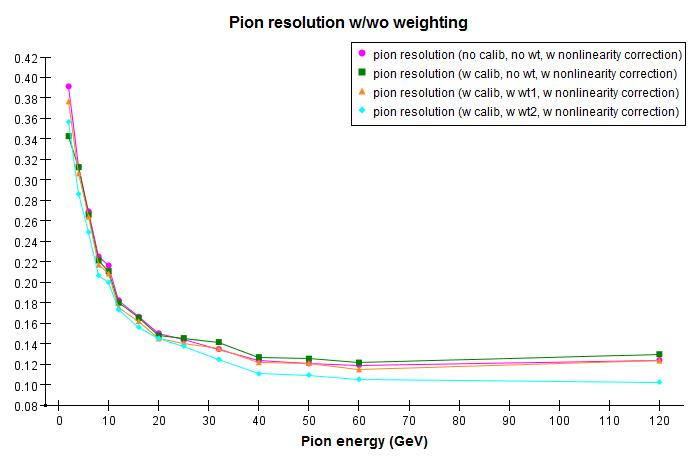 Pion resolution w/wo weighting
pion resolution (no calib, no wt, w nonlinearity correction)
pion resolution (w calib, no wt, w nonlinearity correction)
pion resolution (w calib, w wt1, w nonlinearity correction)
pion resolution (w calib, w wt2, w nonlinearity correction)
0.42
0.40
0.38
0.36
0.34
0.32
0.30
0.28
0.26
0.24
0.22
0.20
0.18
0.16
0.14
0.12
0.10
0.08
0 10 20 30 40 50 60 70 80 90 100 110 120
Pion energy (GeV)